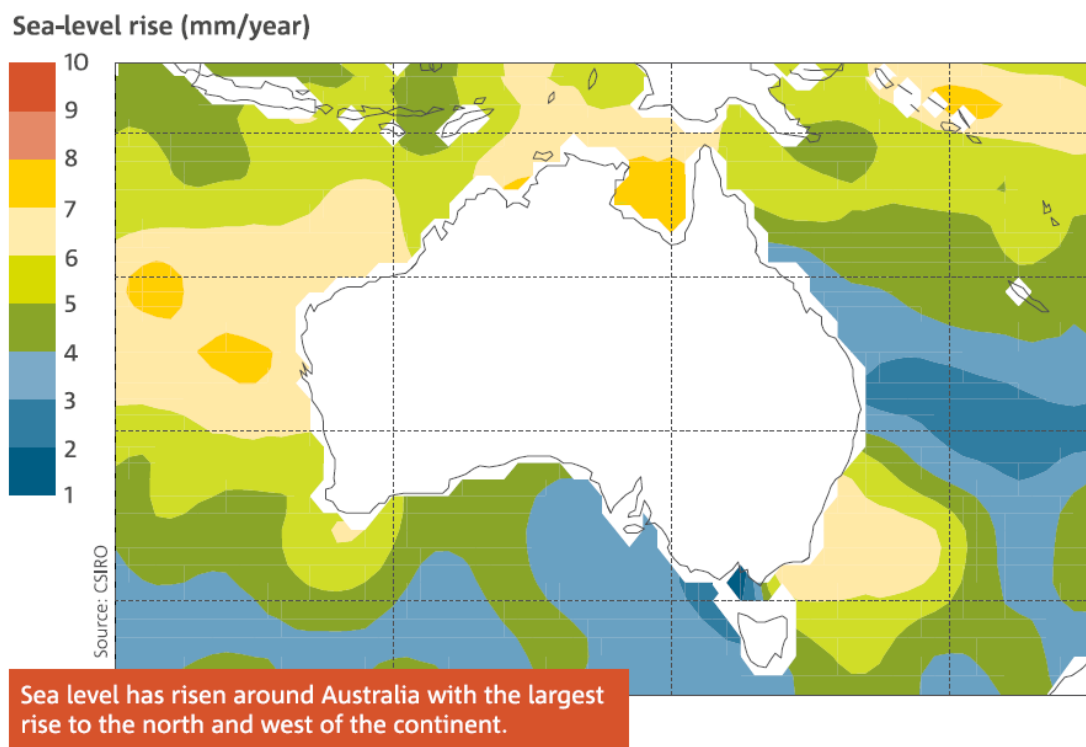 Sea-level rise (mm/year)
10
9
8
7
6
5
4
3
2
1
Source: CSIRO
Sea level has risen around Australia with the largest
rise to the north and west of the continent.